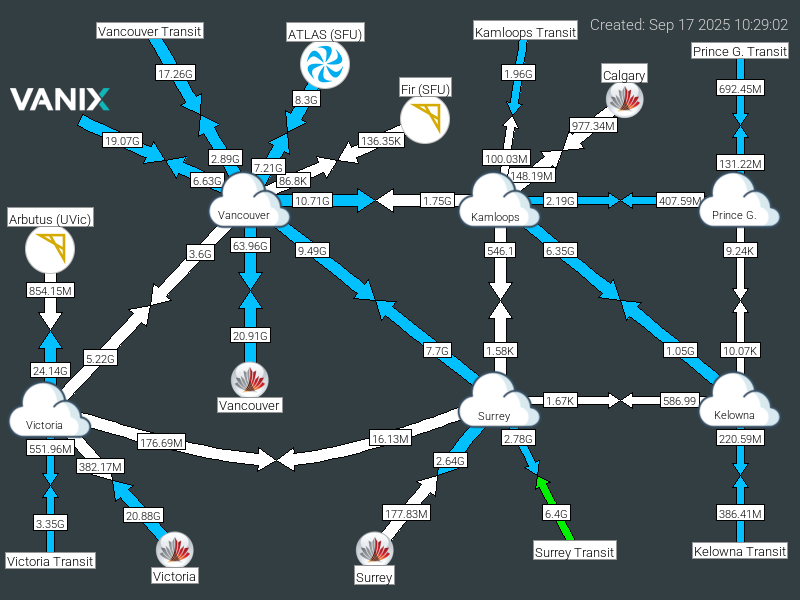 Created: Sep 17 2025 10:29:02
Vancouver Transit
ATLAS (SFU)
Kamloops Transit
Prince G. Transit
17.26G
1.96G
Calgary
692.45M
VANIX
8.3G
Fir (SFU)
977.34M
19.07G
136.35K
2.89G
100.03M
131.22M
7.21G
6.63G
86.8K
148.19M
10.71G
1.75G
2.19G
407.59M
Vancouver
Kamloops
Prince G.
Arbutus (UVic)
3.6G
63.96G
9.49G
546.1
6.35G
9.24K
854.15M
20.91G
5.22G
7.7G
1.58K
1.05G
10.07K
24.14G
Vancouver
1.67K
586.99
Victoria
Surrey
Kelowna
176.69M
16.13M
551.96M
2.78G
220.59M
382.17M
2.64G
20.88G
177.83M
6.4G
386.41M
3.35G
Victoria Transit
Surrey Transit
Kelowna Transit
Victoria
Surrey